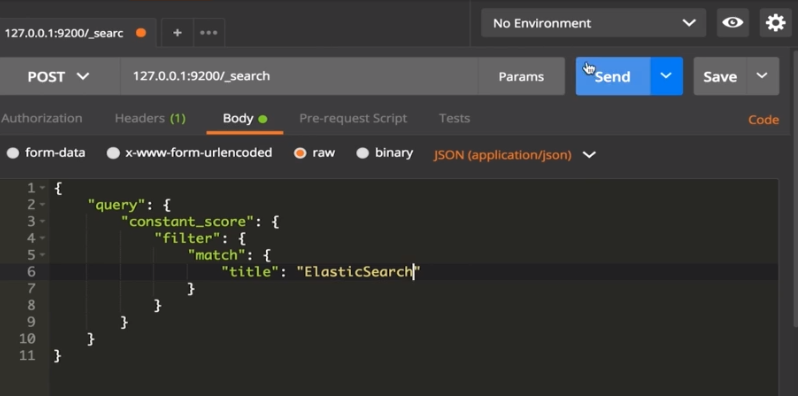 No Environment
127.0.0.1:9200/_searc
POST 127.0.0.1:9200/_search Params Send Save
Authorization Headers (1) Body Pre-request Script Tests Code
form-data x-www-form-urlencoded raw binary JSON (application/json)
1 {
2 "query": {
3 "constant_score": {
4 "filter": {
5 "match": {
6 "title": "ElasticSearch"
7 }
8 }
9 }
10 }
11 }